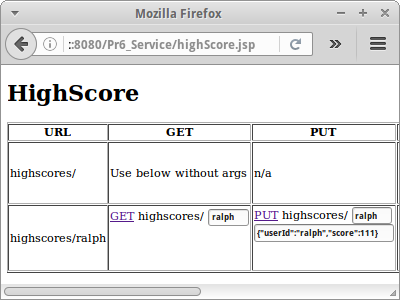 Mozilla Firefox
::8080/Pr6_Service/highScore.jsp
HighScore
URL GET PUT
highscores/ Use below without args n/a
highscores/ralph GET highscores/ ralph PUT highscores/ ralph
{"userId":"ralph","score":111}